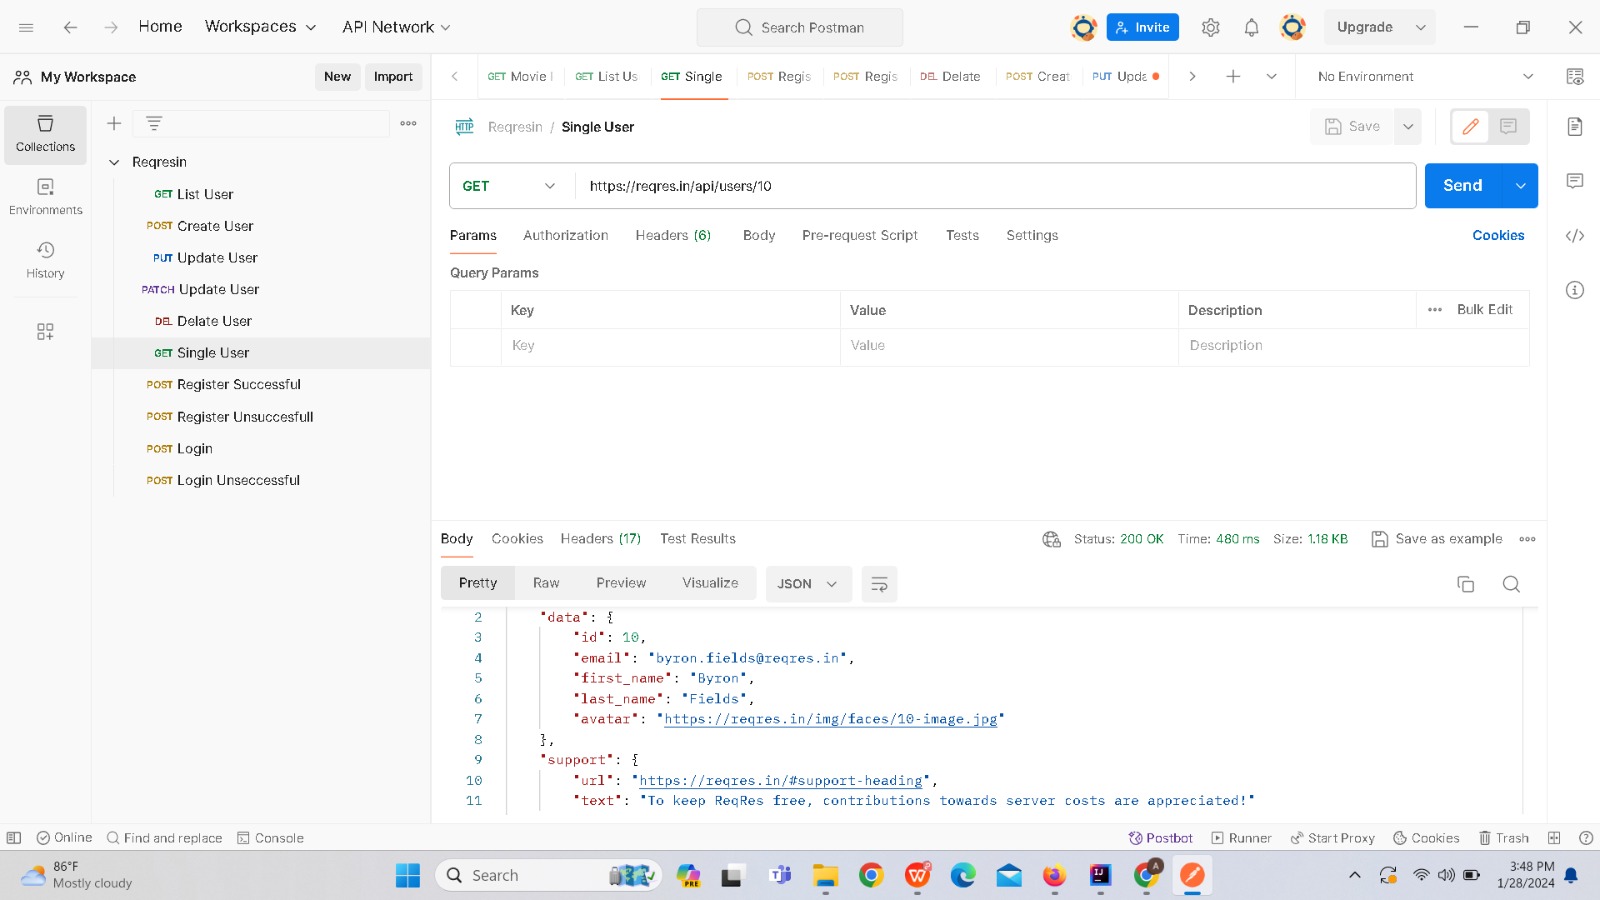 Home
Workspaces
API Network
Search Postman
Invite
Upgrade
My Workspace
New
Import
GET Movie
GET List Us
GET Single
POST Regis
POST Regis
DEL Delate
POST Creat
PUT Upda
No Environment
Collections
Environments
History
Reqresin
GET List User
POST Create User
PUT Update User
PATCH Update User
DEL Delate User
GET Single User
POST Register Successful
POST Register Unsuccesfull
POST Login
POST Login Unseccessful
HTTP Reqresin / Single User
Save
GET
https://reqres.in/api/users/10
Send
Params
Authorization
Headers (6)
Body
Pre-request Script
Tests
Settings
Cookies
Query Params
Key
Value
Description
Bulk Edit
Key
Value
Description
Body
Cookies
Headers (17)
Test Results
Status: 200 OK
Time: 480 ms
Size: 1.18 KB
Save as example
Pretty
Raw
Preview
Visualize
JSON
2 "data": {
3 "id": 10,
4 "email": "byron.fields@reqres.in",
5 "first_name": "Byron",
6 "last_name": "Fields",
7 "avatar": "https://reqres.in/img/faces/10-image.jpg"
8 },
9 "support": {
10 "url": "https://reqres.in/#support-heading",
11 "text": "To keep ReqRes free, contributions towards server costs are appreciated!"
Online
Find and replace
Console
Postbot
Runner
Start Proxy
Cookies
Trash
86°F
Mostly cloudy
Search
PRE
3:48 PM
1/28/2024